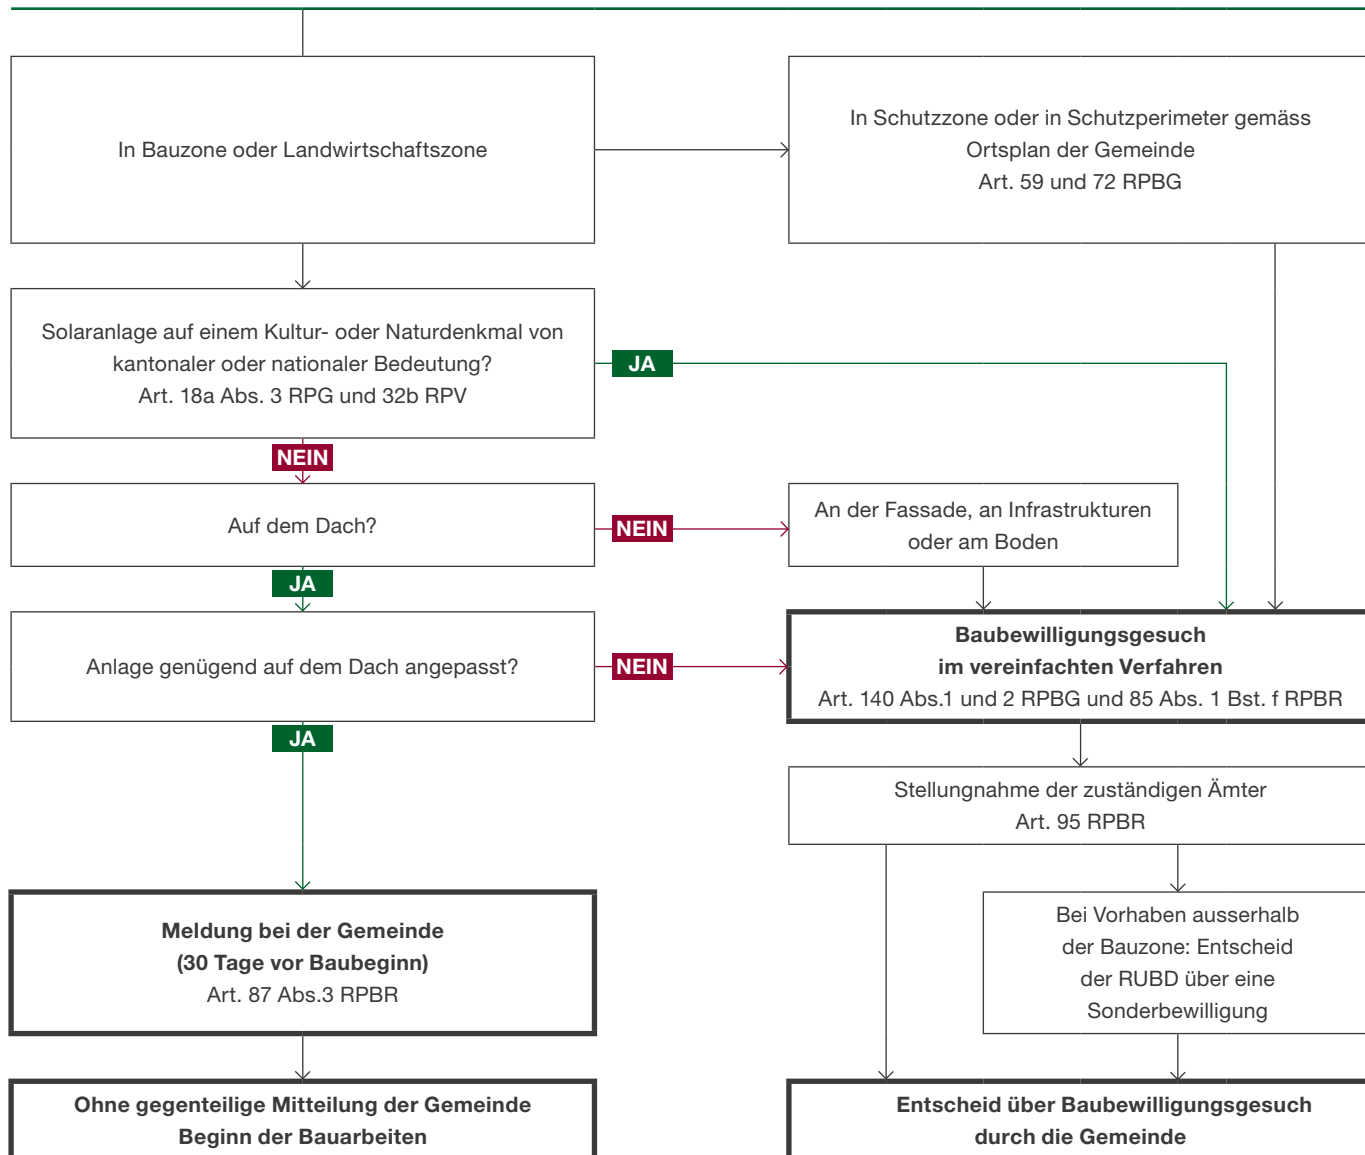 In Bauzone oder Landwirtschaftszone
In Schutzzone oder in Schutzperimeter gemäss
Ortsplan der Gemeinde
Art. 59 und 72 RPBG
Solaranlage auf einem Kultur- oder Naturdenkmal von
kantonaler oder nationaler Bedeutung?
Art. 18a Abs. 3 RPG und 32b RPV
JA
NEIN
Auf dem Dach?
NEIN
An der Fassade, an Infrastrukturen
oder am Boden
JA
Anlage genügend auf dem Dach angepasst?
NEIN
Baubewilligungsgesuch
im vereinfachten Verfahren
Art. 140 Abs.1 und 2 RPBG und 85 Abs. 1 Bst. f RPBR
JA
Stellungnahme der zuständigen Ämter
Art. 95 RPBR
Meldung bei der Gemeinde
(30 Tage vor Baubeginn)
Art. 87 Abs.3 RPBR
Bei Vorhaben ausserhalb
der Bauzone: Entscheid
der RUBD über eine
Sonderbewilligung
Ohne gegenteilige Mitteilung der Gemeinde
Beginn der Bauarbeiten
Entscheid über Baubewilligungsgesuch
durch die Gemeinde